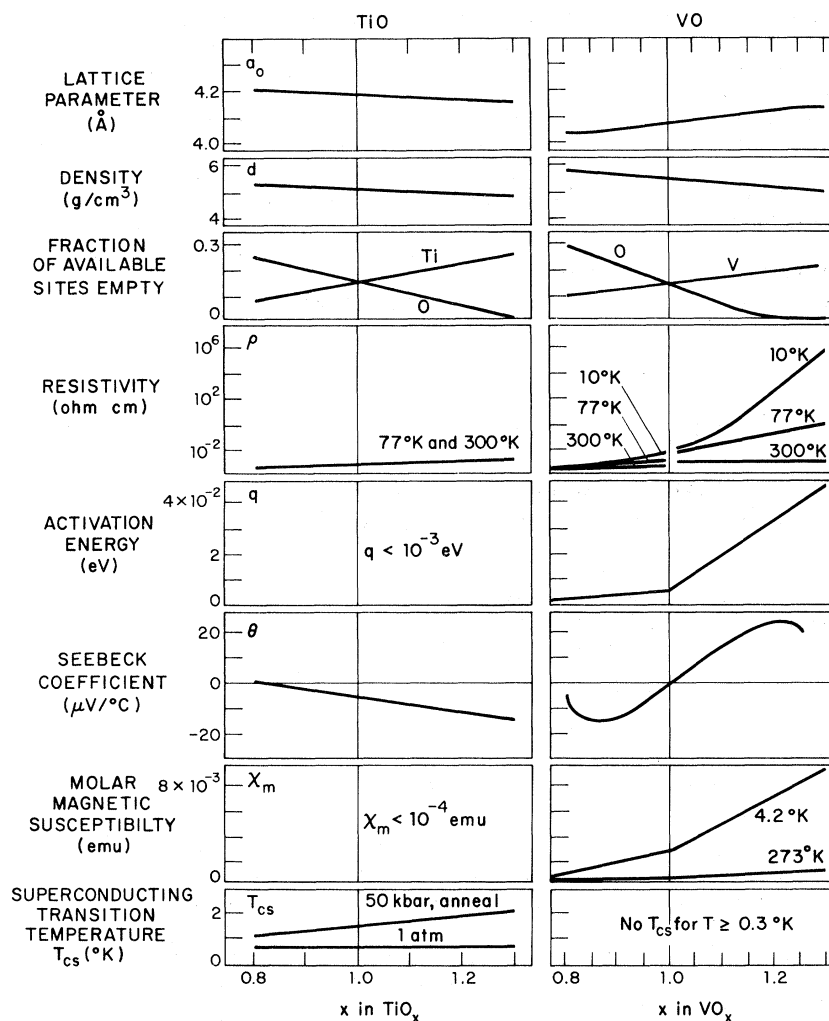 TiO
VO
LATTICE
PARAMETER
(Å)
a₀
4.2
4.0
DENSITY
(g/cm³)
d
6
4
FRACTION
OF AVAILABLE
SITES EMPTY
0.3
0
Ti
O
O
V
RESISTIVITY
(ohm cm)
ρ
10⁶
10²
10⁻²
77°K and 300°K
10°K
77°K
300°K
10°K
77°K
300°K
ACTIVATION
ENERGY
(eV)
q
4×10⁻²
2
0
q < 10⁻³ eV
SEEBECK
COEFFICIENT
(μV/°C)
θ
20
0
-20
MOLAR
MAGNETIC
SUSCEPTIBILTY
(emu)
χₘ
8×10⁻³
0
χₘ < 10⁻⁴ emu
4.2°K
273°K
SUPERCONDUCTING
TRANSITION
TEMPERATURE
T_cs (°K)
T_cs
2
0
50 kbar, anneal
1 atm
No T_cs for T ≥ 0.3 °K
0.8 1.0 1.2
0.8 1.0 1.2
x in TiOₓ
x in VOₓ